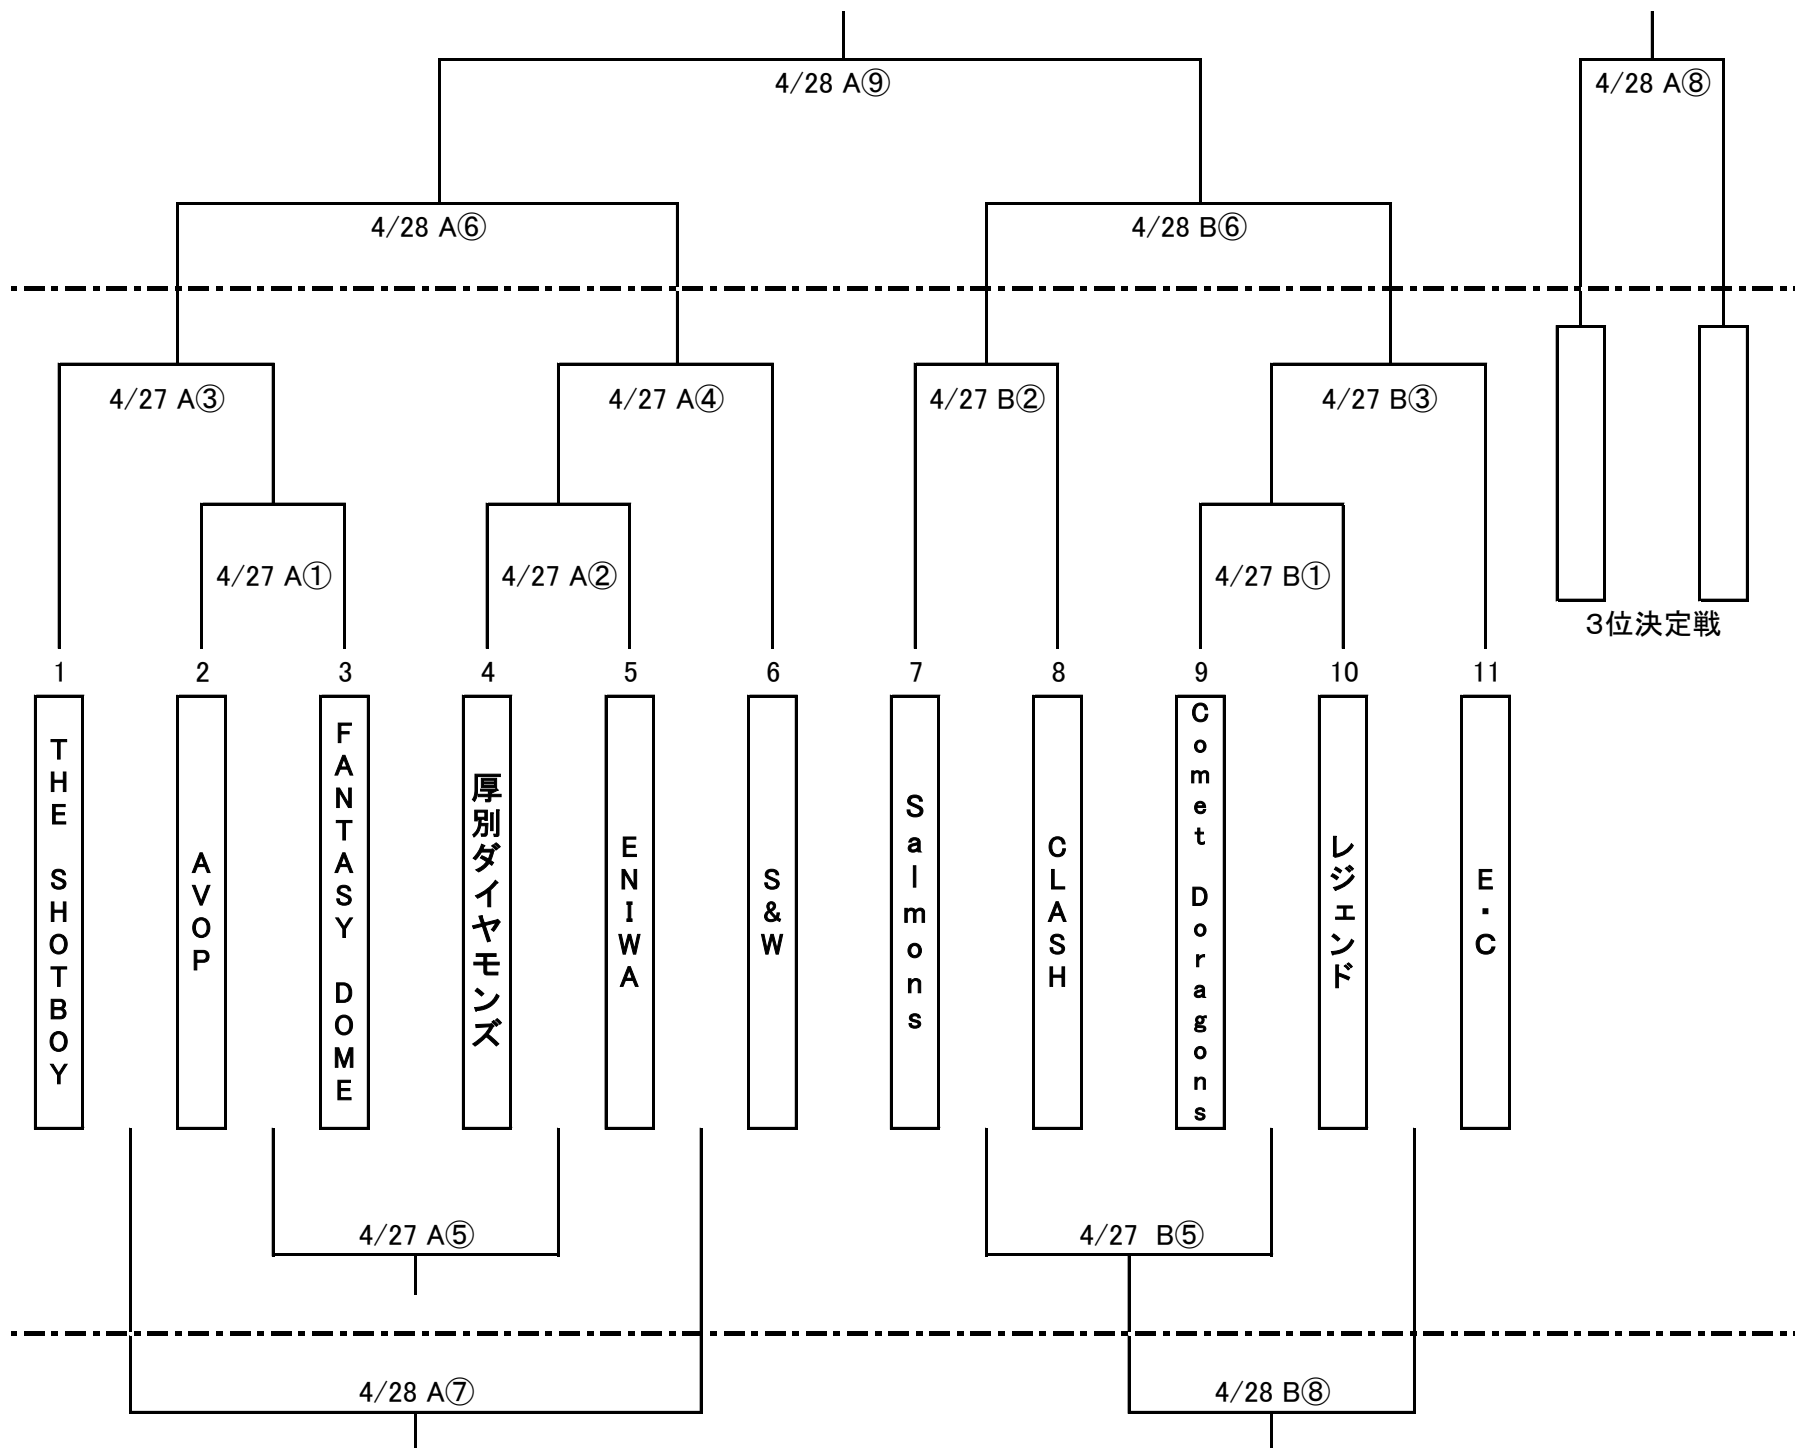 4/28 A⑨
4/28 A⑧
4/28 A⑥
4/28 B⑥
4/27 A③
4/27 A④
4/27 B②
4/27 B③
4/27 A①
4/27 A②
4/27 B①
3位決定戦
1
2
3
4
5
6
7
8
9
10
11
THE SHOTBOY
AVOP
FANTASY DOME
厚別ダイヤモンズ
ENIWA
S&W
Salmons
CLASH
Comet Doragons
レジェンド
E・C
4/27 A⑤
4/27 B⑤
4/28 A⑦
4/28 B⑧